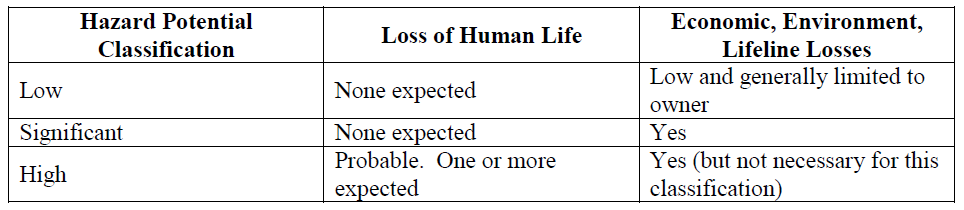 Hazard Potential Classification
Loss of Human Life
Economic, Environment, Lifeline Losses
Low
None expected
Low and generally limited to owner
Significant
None expected
Yes
High
Probable.  One or more expected
Yes (but not necessary for this classification)